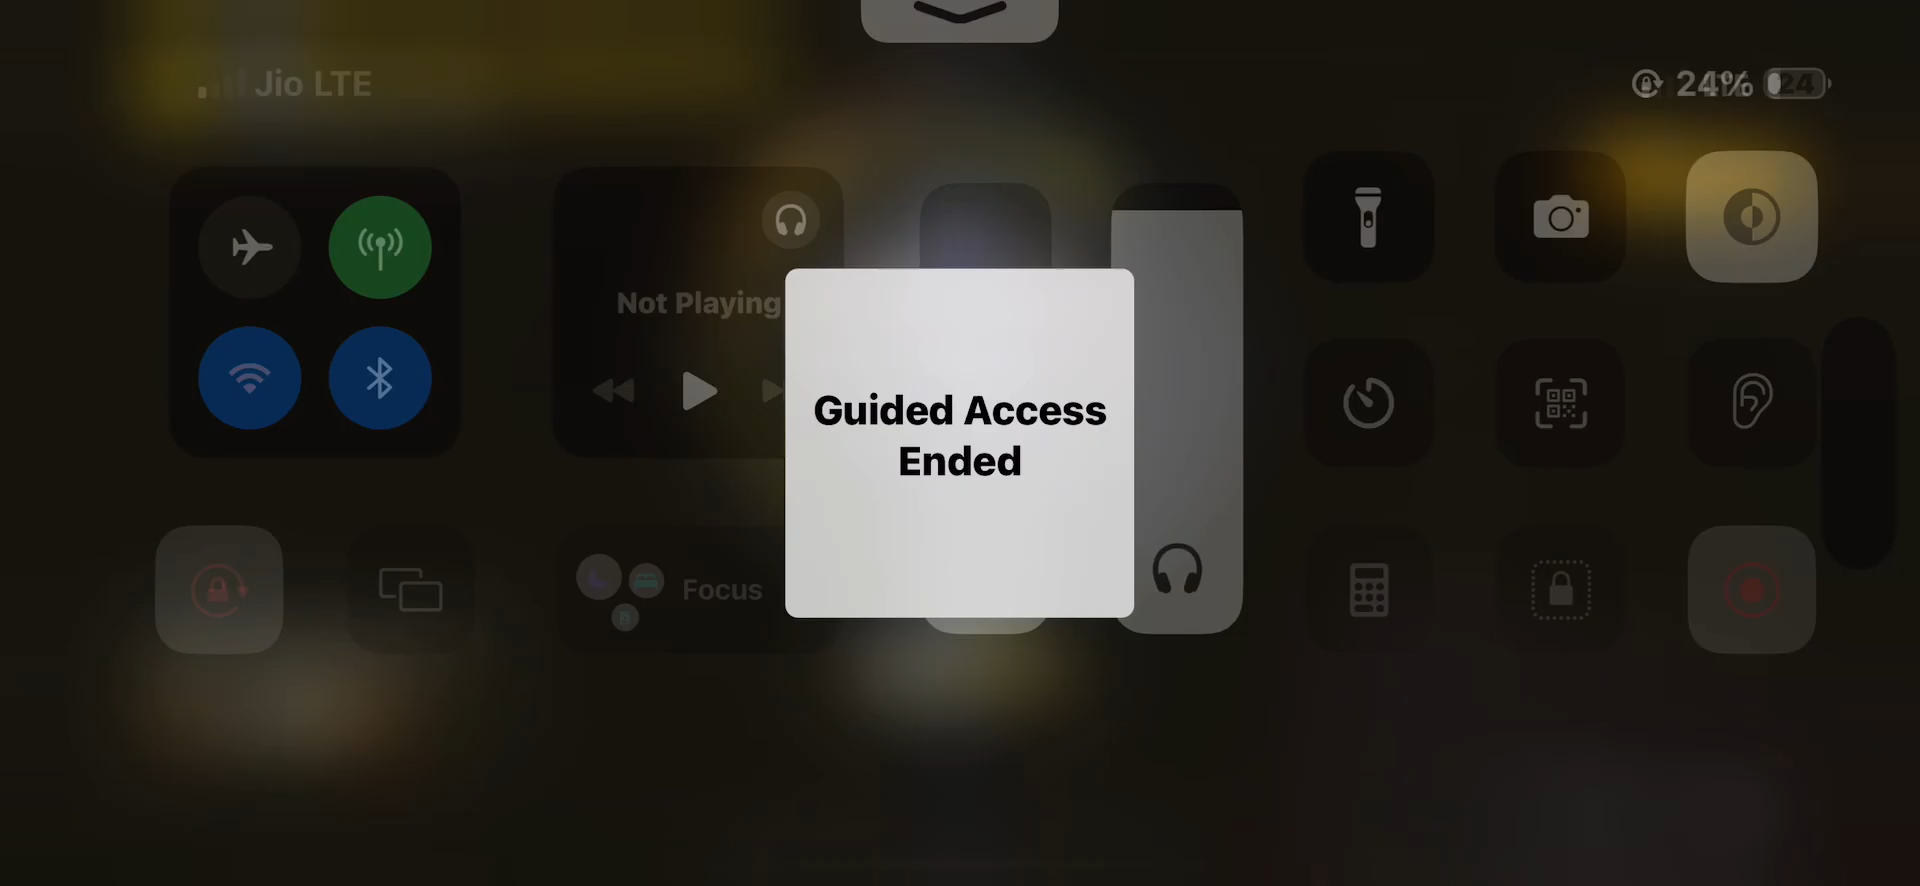 Jio LTE
24%
24
Not Playing
Guided Access
Ended
Focus